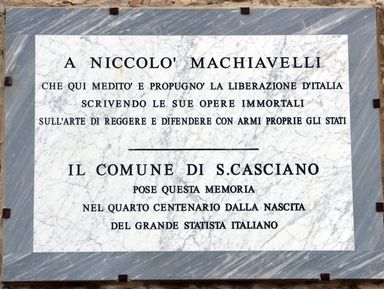 A NICCOLO' MACHIAVELLI
CHE QUI MEDITO E PROPUGNO' LA LIBERAZIONE D'ITALIA
SCRIVENDO LE SUE OPERE IMMORTALI
SULL'ARTE DI REGGERE E DIFENDERE CON ARMI PROPRIE GLI STATI
IL COMUNE DI S.CASCIANO
POSE QUESTA MEMORIA
NEL QUARTO CENTENARIO DALLA NASCITA
DEL GRANDE STATISTA ITALIANO